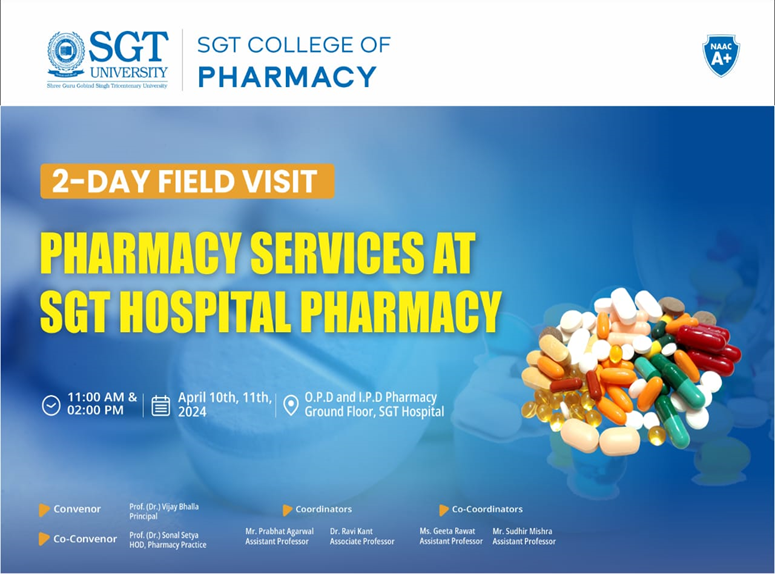 SGT
UNIVERSITY
Shree Guru Gobind Singh Tricentenary University
SGT COLLEGE OF
PHARMACY
NAAC
A+
2-DAY FIELD VISIT
PHARMACY SERVICES AT
SGT HOSPITAL PHARMACY
11:00 AM &
02:00 PM
April 10th, 11th,
2024
O.P.D and I.P.D Pharmacy
Ground Floor, SGT Hospital
Convenor
Prof. (Dr.) Vijay Bhalla
Principal
Co-Convenor
Prof. (Dr.) Sonal Setya
HOD, Pharmacy Practice
Coordinators
Mr. Prabhat Agarwal
Assistant Professor
Dr. Ravi Kant
Associate Professor
Co-Coordinators
Ms. Geeta Rawat
Assistant Professor
Mr. Sudhir Mishra
Assistant Professor